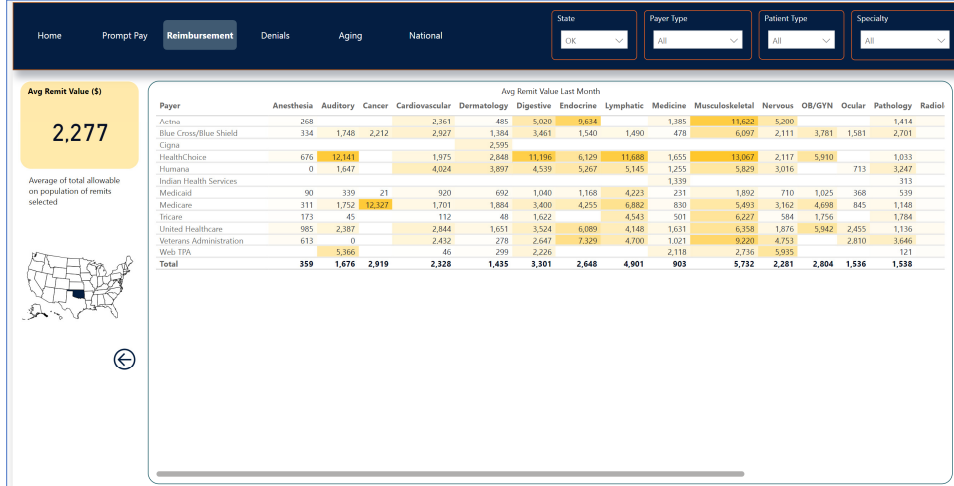 State Payer Type Patient Type Specialty
Home Prompt Pay Reimbursement Denials Aging National
OK All All All
Avg Remit Value ($)
2,277
Average of total allowable
on population of remits
selected
Avg Remit Value Last Month
Payer Anesthesia Auditory Cancer Cardiovascular Dermatology Digestive Endocrine Lymphatic Medicine Musculoskeletal Nervous OB/GYN Ocular Pathology Radiol
Aetna 268 2,361 485 5,020 9,634 1,385 11,622 5,200 1,414
Blue Cross/Blue Shield 334 1,748 2,212 2,927 1,384 3,461 1,540 1,490 478 6,097 2,111 3,781 1,581 2,701
Cigna 2,595
HealthChoice 676 12,141 1,975 2,848 11,196 6,129 11,688 1,655 13,067 2,117 5,910 1,033
Humana 0 1,647 4,024 3,897 4,539 5,267 5,145 1,255 5,829 3,016 713 3,247
Indian Health Services 1,339 313
Medicaid 90 339 21 920 692 1,040 1,168 4,223 231 1,892 710 1,025 368 539
Medicare 311 1,752 12,327 1,701 1,884 3,400 4,255 6,882 830 5,493 3,162 4,698 845 1,148
Tricare 173 45 112 48 1,622 4,543 501 6,227 584 1,756 1,784
United Healthcare 985 2,387 2,844 1,651 3,524 6,089 4,148 1,631 6,358 1,876 5,942 2,455 1,136
Veterans Administration 613 0 2,432 278 2,647 7,329 4,700 1,021 9,220 4,753 2,810 3,646
Web TPA 5,366 46 299 2,226 2,118 2,736 5,935 121
Total 359 1,676 2,919 2,328 1,435 3,301 2,648 4,901 903 5,732 2,281 2,804 1,536 1,538